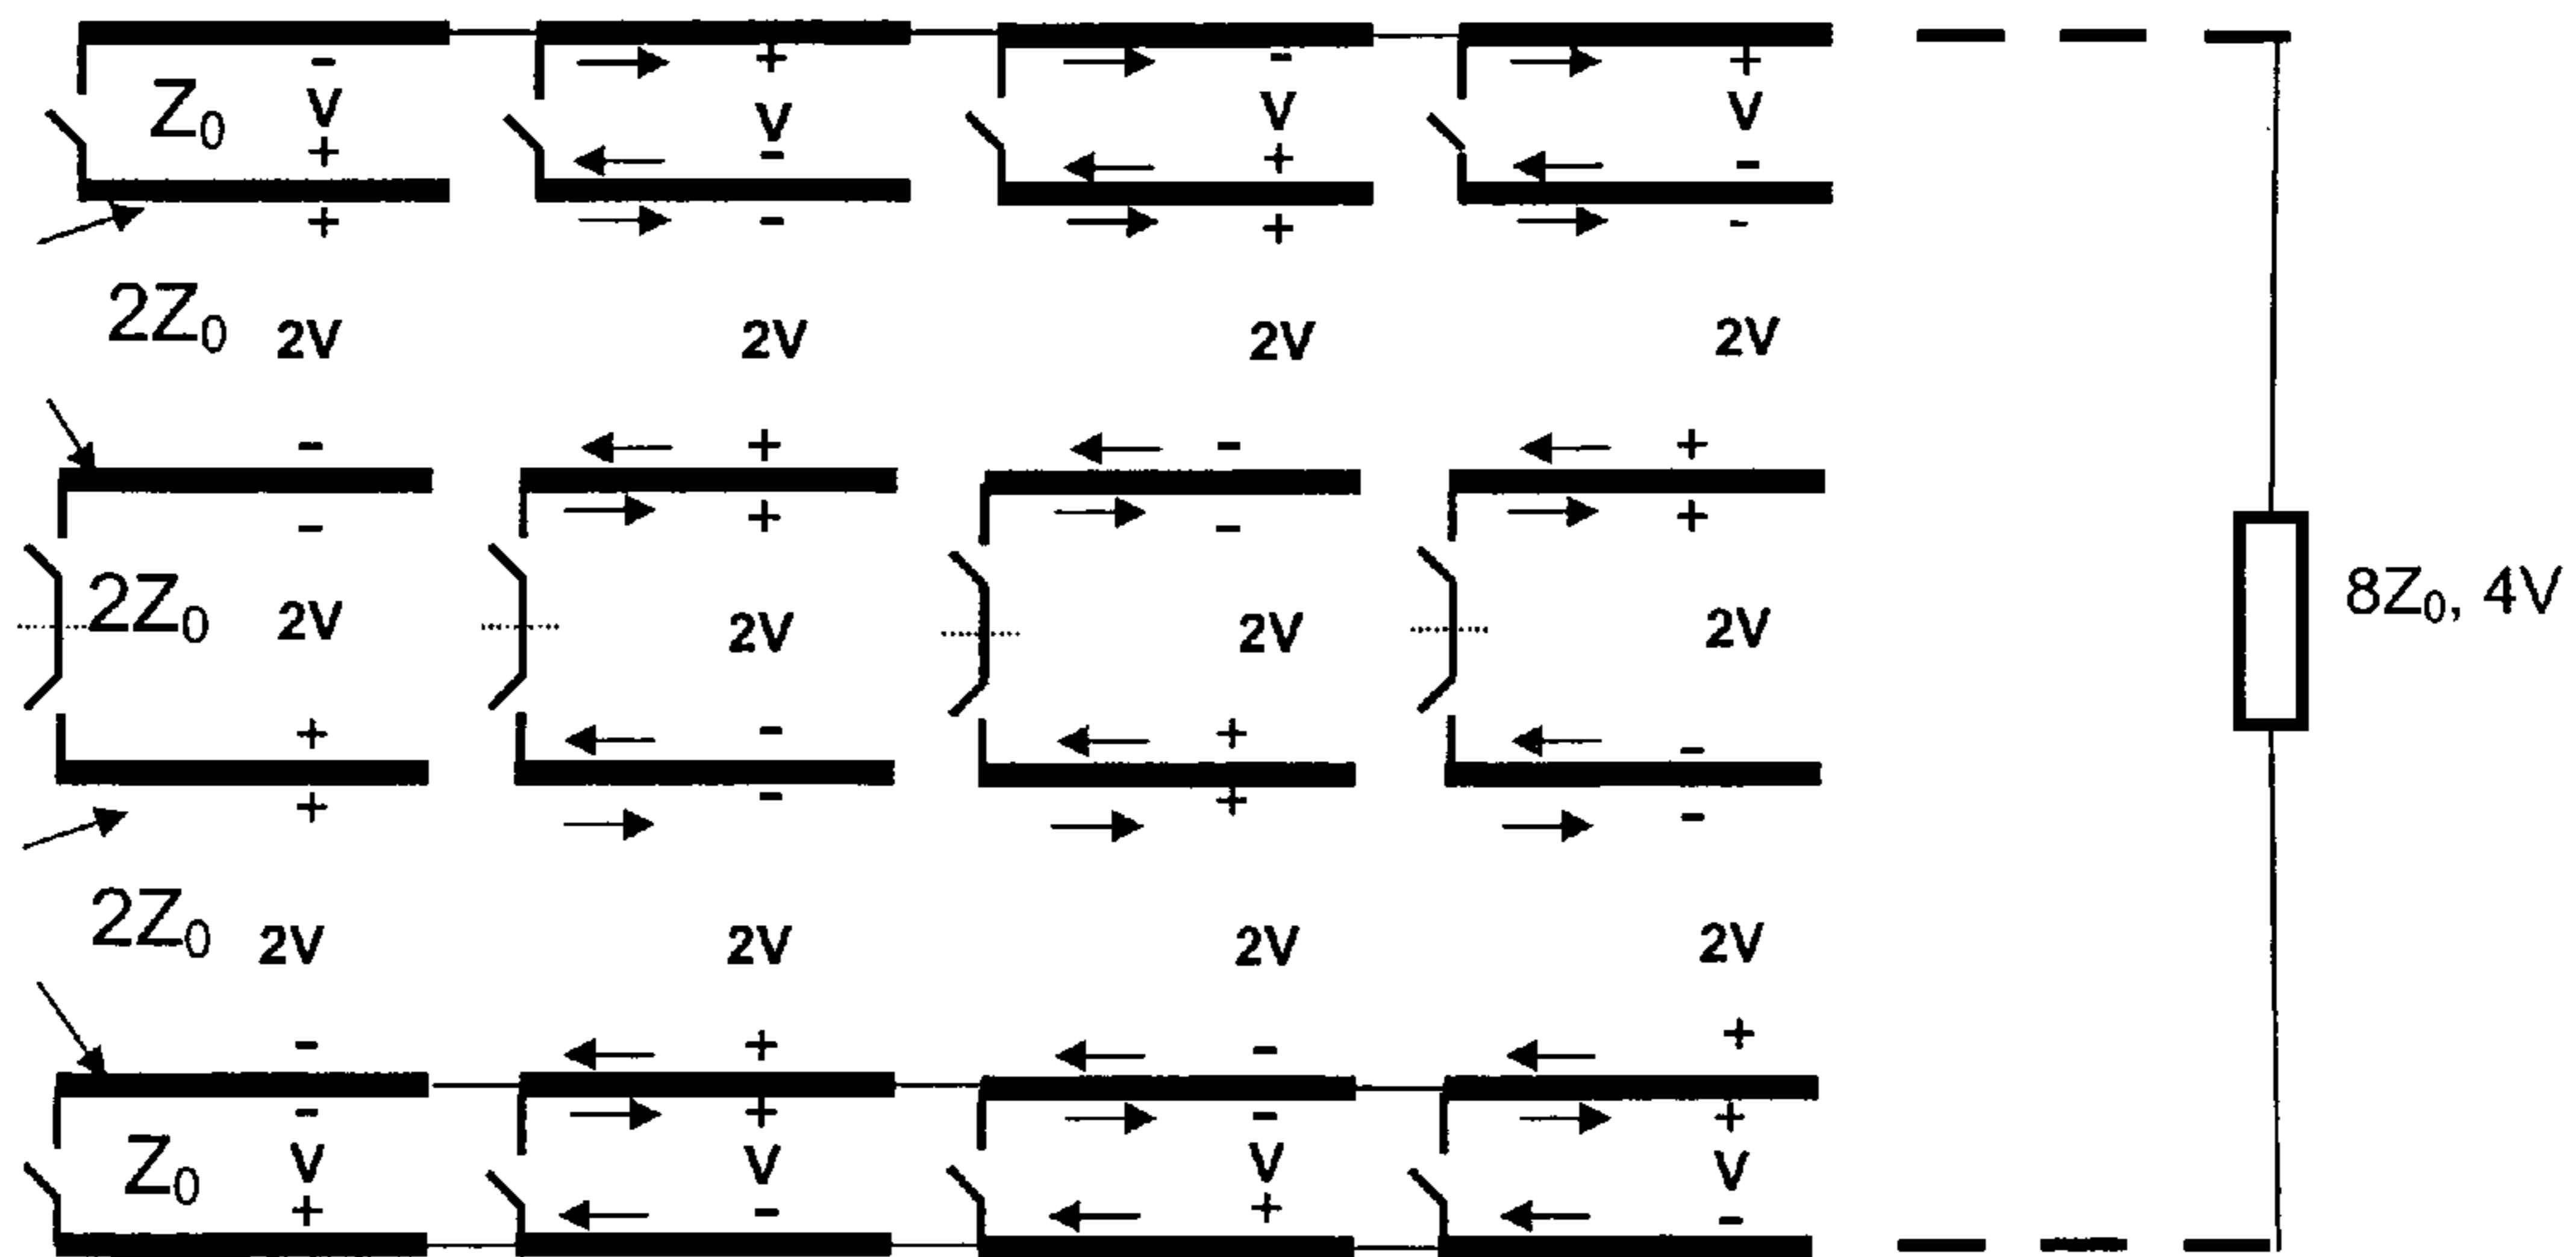 - + - +
Z₀ V V V V
+ - + -
+ - + -
2Z₀ 2V 2V 2V 2V
- + - +
- + - +
2Z₀ 2V 2V 2V 2V 8Z₀, 4V
+ - + -
+ - + -
2Z₀ 2V 2V 2V 2V
- + - +
- + - +
Z₀ V V V V
+ - + -